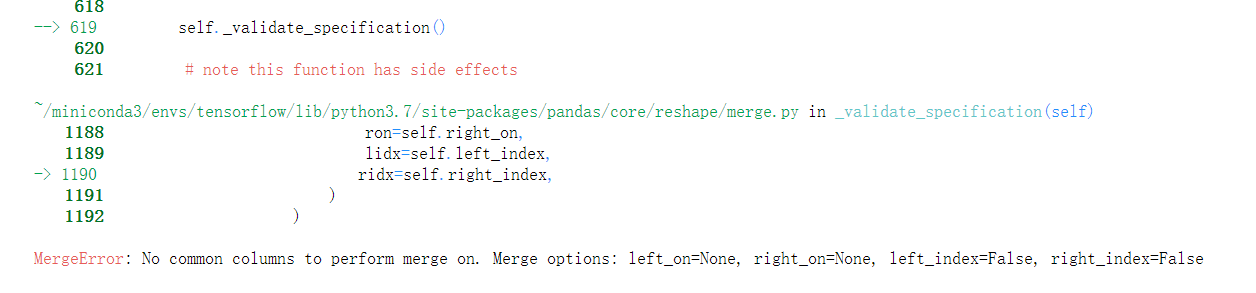 618
--> 619         self._validate_specification()
620
621         # note this function has side effects
~/miniconda3/envs/tensorflow/lib/python3.7/site-packages/pandas/core/reshape/merge.py in _validate_specification(self)
1188                             ron=self.right_on,
1189                             lidx=self.left_index,
-> 1190                             ridx=self.right_index,
1191                         )
1192                     )
MergeError: No common columns to perform merge on. Merge options: left_on=None, right_on=None, left_index=False, right_index=False